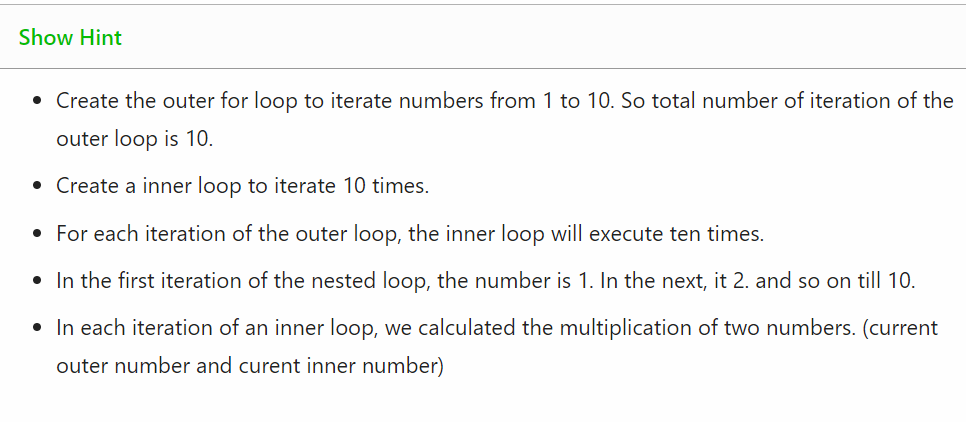 Show Hint
• Create the outer for loop to iterate numbers from 1 to 10. So total number of iteration of the
outer loop is 10.
• Create a inner loop to iterate 10 times.
• For each iteration of the outer loop, the inner loop will execute ten times.
• In the first iteration of the nested loop, the number is 1. In the next, it 2. and so on till 10.
• In each iteration of an inner loop, we calculated the multiplication of two numbers. (current
outer number and curent inner number)